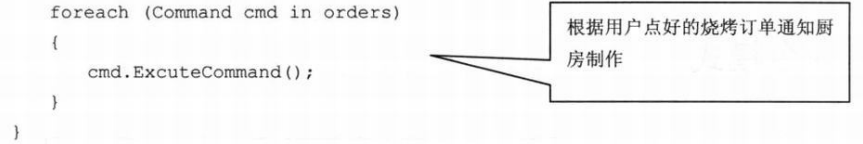 foreach (Command cmd in orders)
{
cmd.ExcuteCommand();
}
}
根据用户点好的烧烤订单通知厨
房制作